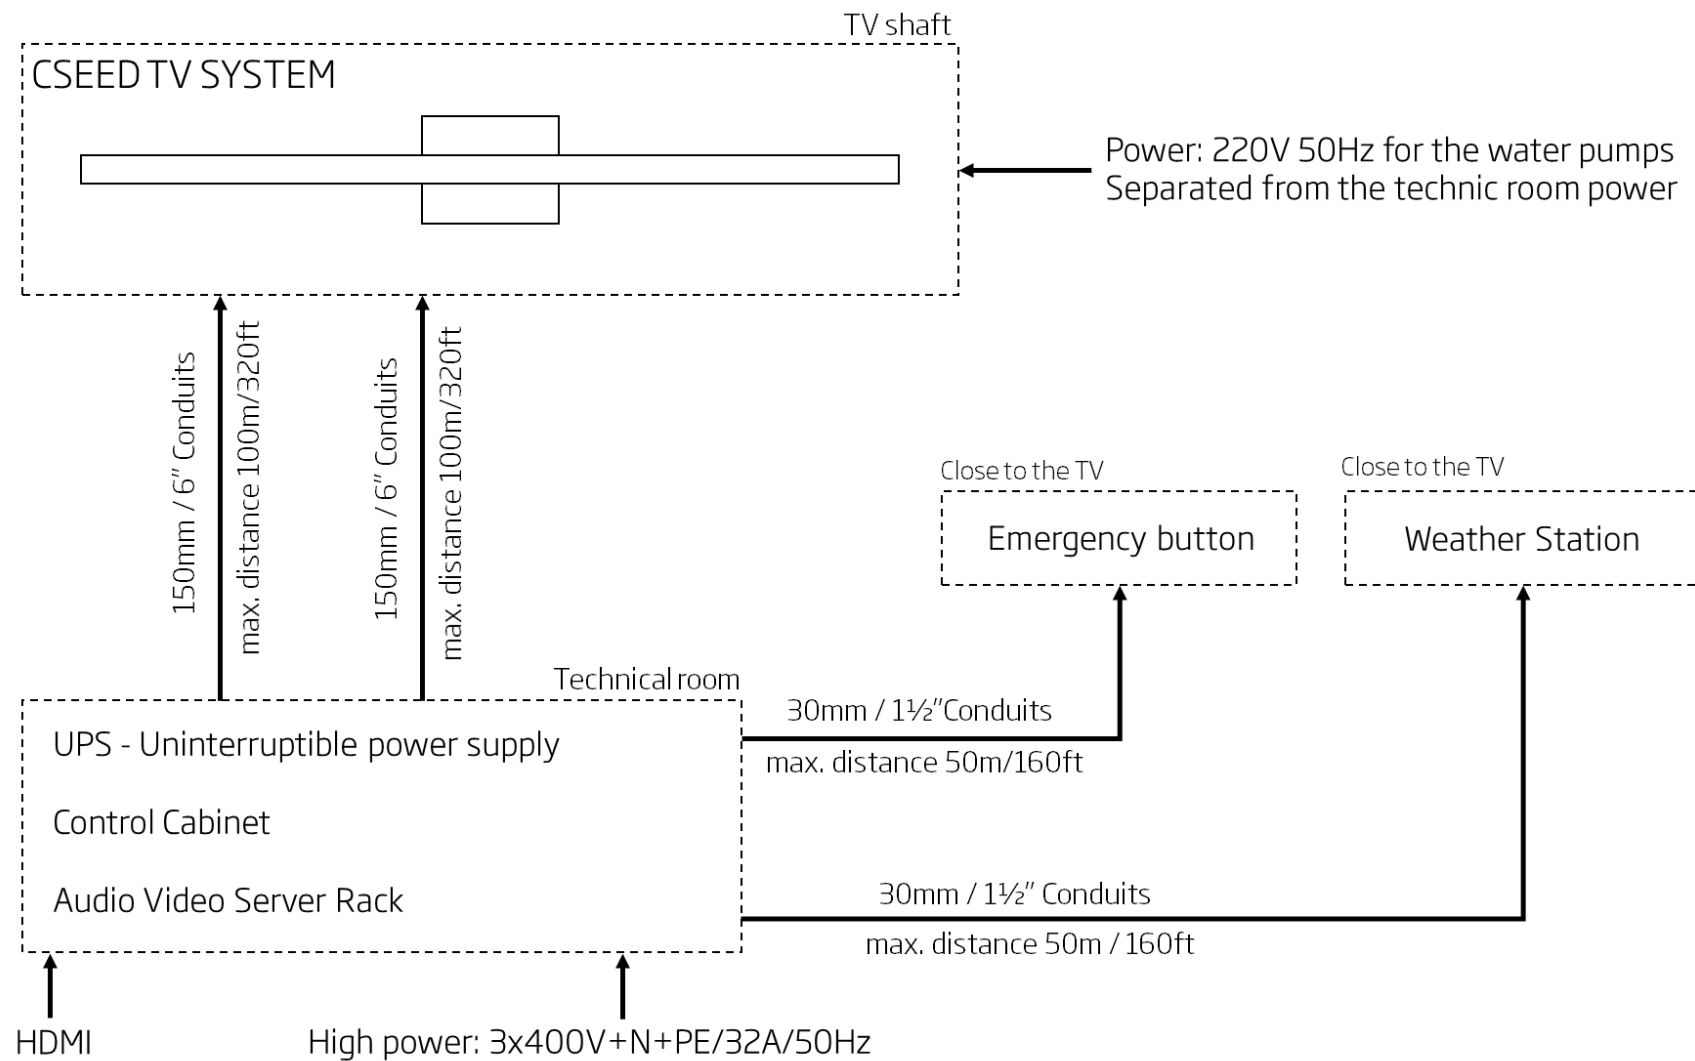 TV shaft
CSEED TV SYSTEM
Power: 220V 50Hz for the water pumps
Separated from the technic room power
150mm / 6" Conduits
max. distance 100m/320ft
150mm / 6" Conduits
max. distance 100m/320ft
Close to the TV
Emergency button
Close to the TV
Weather Station
Technical room
UPS - Uninterruptible power supply
Control Cabinet
Audio Video Server Rack
30mm / 1½"Conduits
max. distance 50m/160ft
30mm / 1½" Conduits
max. distance 50m / 160ft
HDMI
High power: 3x400V+N+PE/32A/50Hz